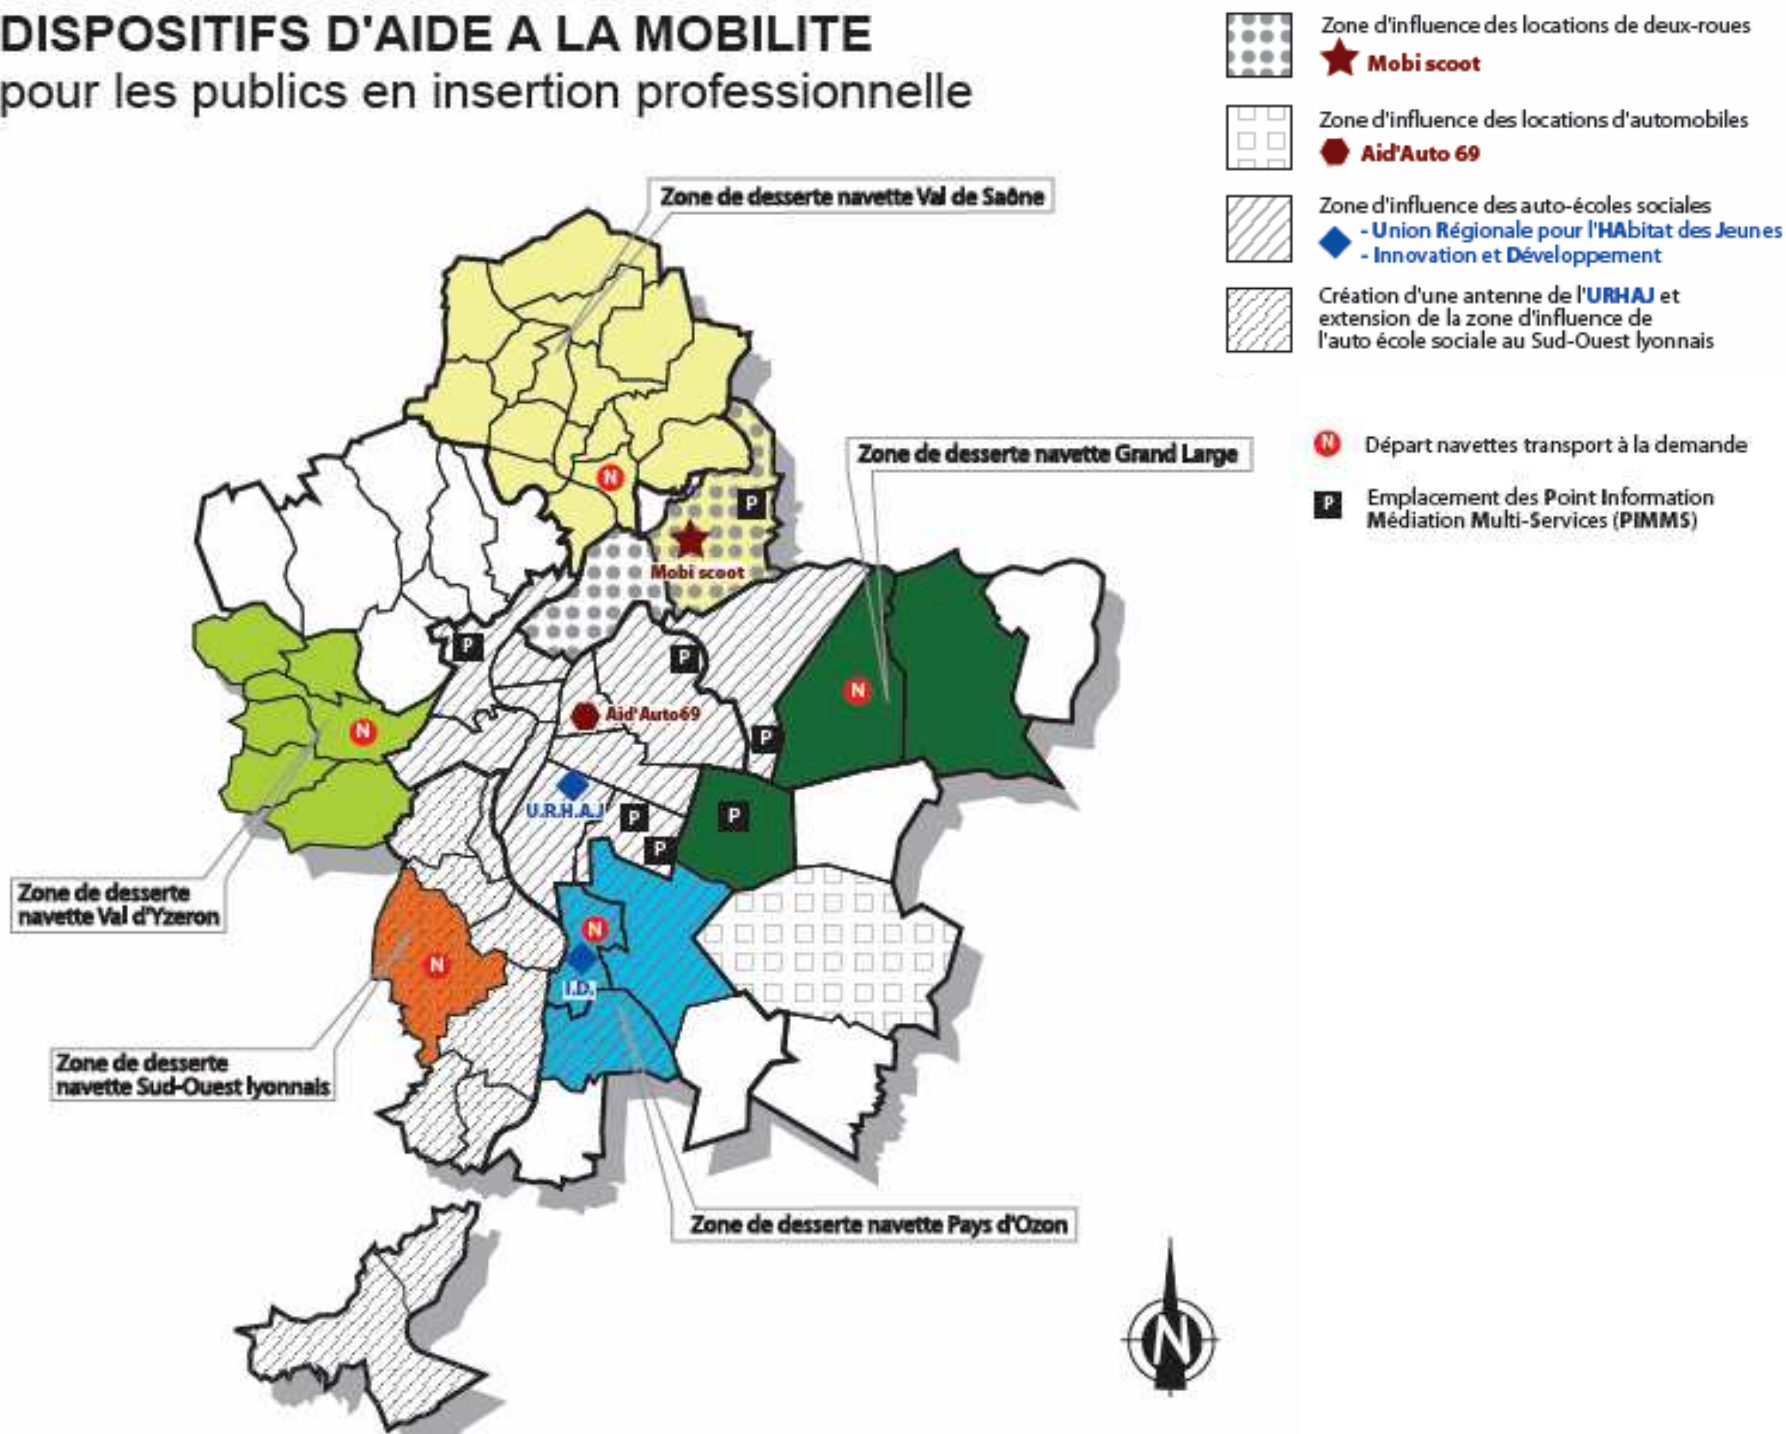 DISPOSITIFS D'AIDE A LA MOBILITE
pour les publics en insertion professionnelle
Zone d'influence des locations de deux-roues
Mobi scoot
Zone d'influence des locations d'automobiles
Aid'Auto 69
Zone d'influence des auto-écoles sociales
- Union Régionale pour l'HAbitat des Jeunes
- Innovation et Développement
Création d'une antenne de l'URHAJ et
extension de la zone d'influence de
l'auto école sociale au Sud-Ouest lyonnais
N Départ navettes transport à la demande
P Emplacement des Point Information
Médiation Multi-Services (PIMMS)
Zone de desserte navette Val de Saône
Zone de desserte navette Grand Large
N
P
Mobi scoot
P
P
N
Aid'Auto69
N
P
U.R.H.A.J
P
P
P
Zone de desserte
navette Val d'Yzeron
N
N
I.D.
Zone de desserte
navette Sud-Ouest lyonnais
Zone de desserte navette Pays d'Ozon
N